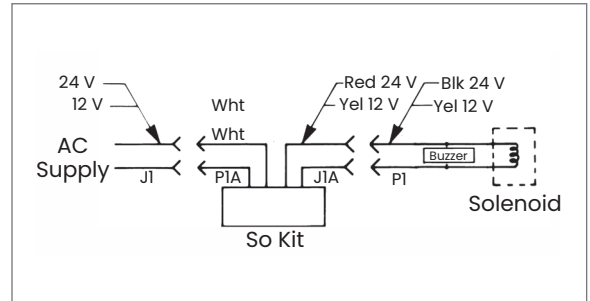 24 V
12 V
Wht
Wht
Red 24 V
Yel 12 V
Blk 24 V
Yel 12 V
AC
Supply
J1
P1A
J1A
P1
Buzzer
Solenoid
So Kit